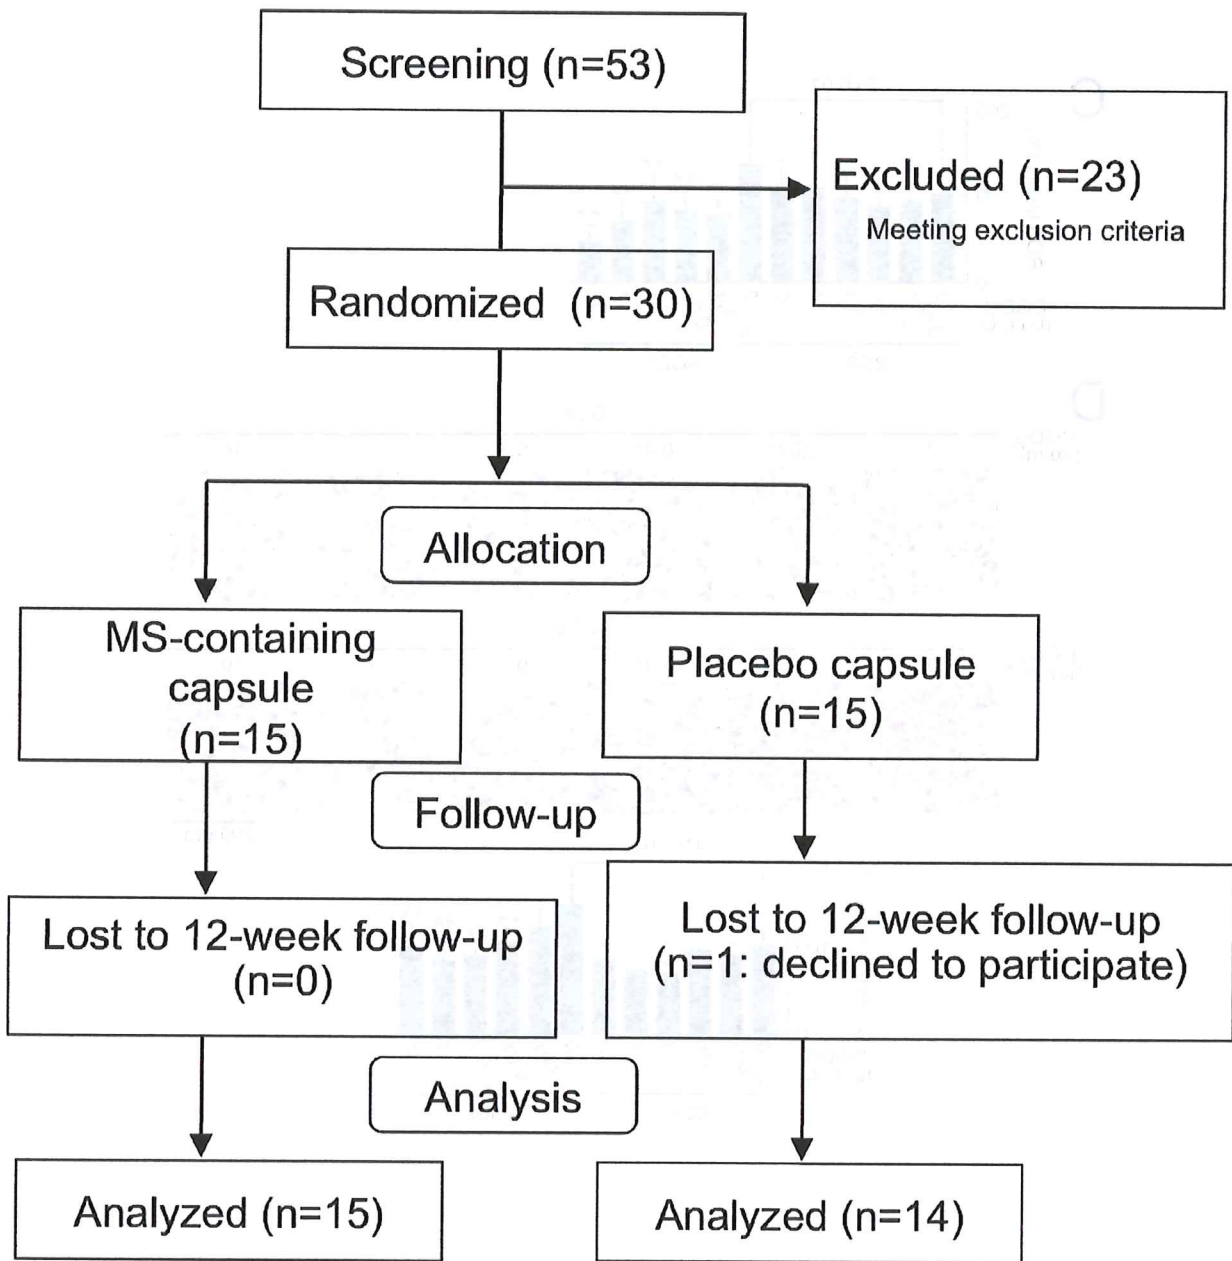 Screening (n=53)
Excluded (n=23)
Meeting exclusion criteria
Randomized (n=30)
Allocation
MS-containing
capsule
(n=15)
Placebo capsule
(n=15)
Follow-up
Lost to 12-week follow-up
(n=0)
Lost to 12-week follow-up
(n=1: declined to participate)
Analysis
Analyzed (n=15)
Analyzed (n=14)